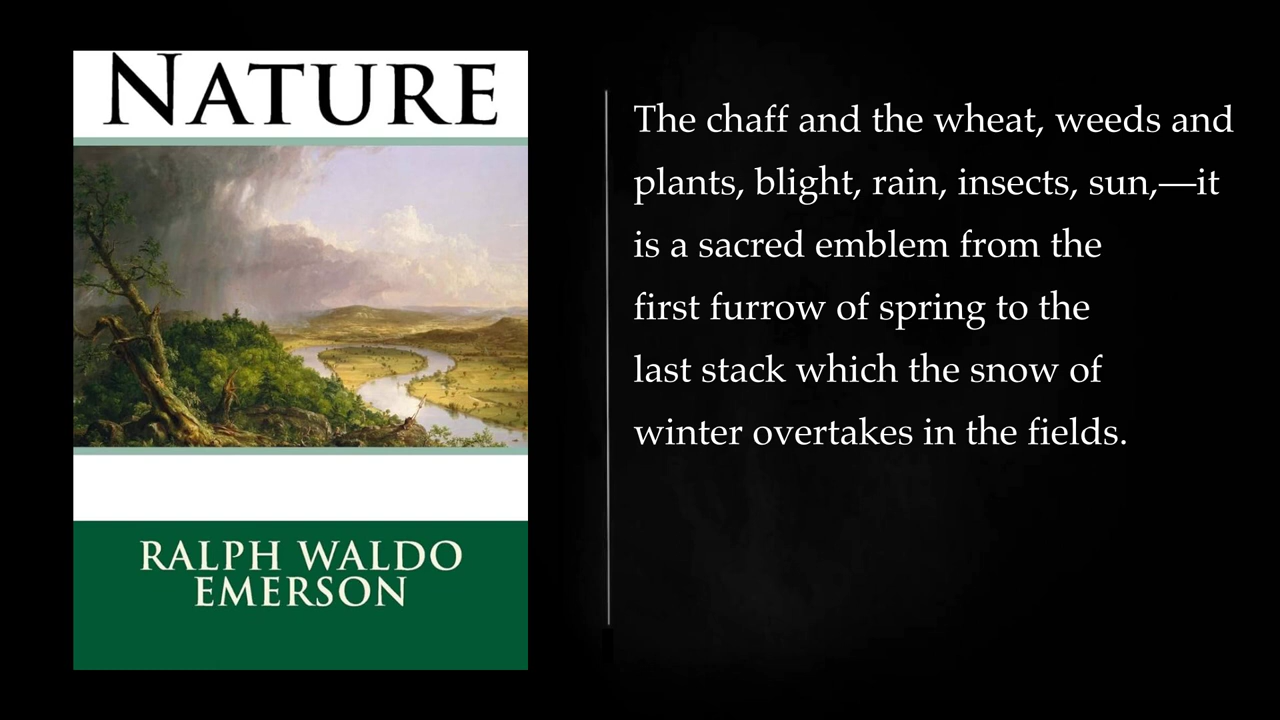 NATURE
RALPH WALDO
EMERSON
The chaff and the wheat, weeds and
plants, blight, rain, insects, sun,—it
is a sacred emblem from the
first furrow of spring to the
last stack which the snow of
winter overtakes in the fields.